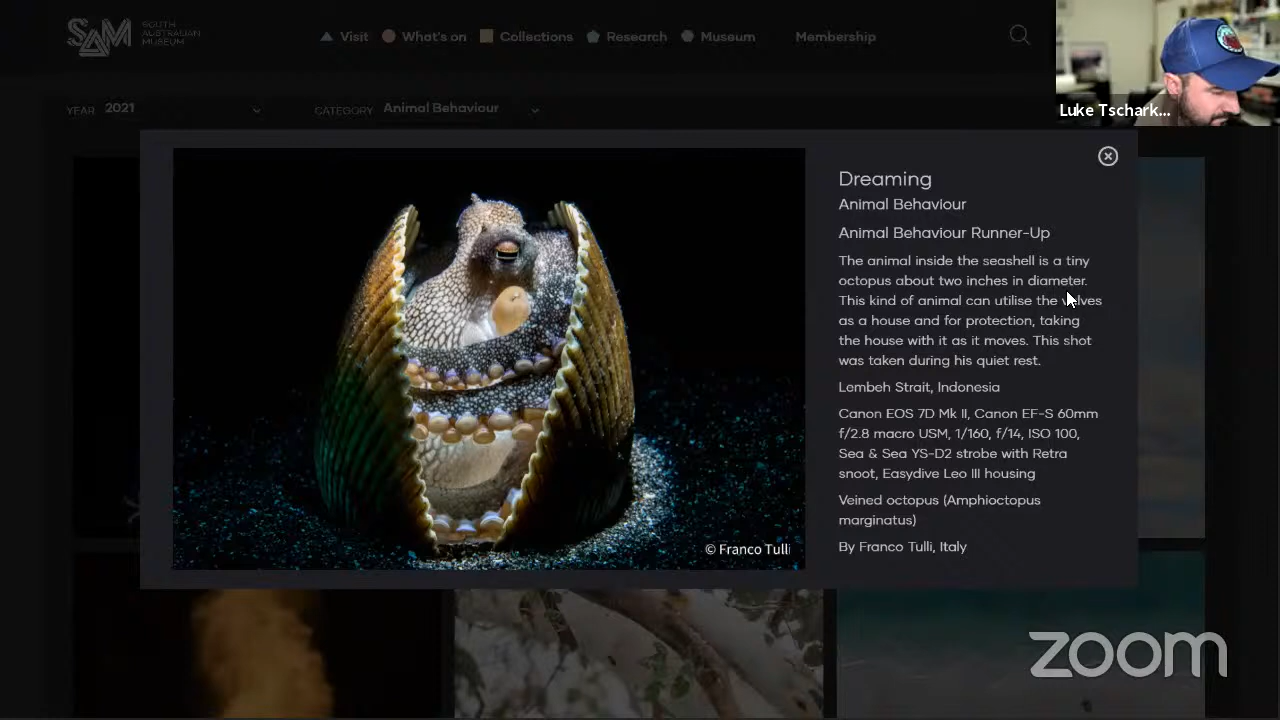 SAM
SOUTH
AUSTRALIAN
MUSEUM
Visit
What's on
Collections
Research
Museum
Membership
Luke Tschark...
YEAR 2021
CATEGORY Animal Behaviour
Dreaming
Animal Behaviour
Animal Behaviour Runner-Up
The animal inside the seashell is a tiny
octopus about two inches in diameter.
This kind of animal can utilise the valves
as a house and for protection, taking
the house with it as it moves. This shot
was taken during his quiet rest.
Lembeh Strait, Indonesia
Canon EOS 7D Mk II, Canon EF-S 60mm
f/2.8 macro USM, 1/160, f/14, ISO 100,
Sea & Sea YS-D2 strobe with Retra
snoot, Easydive Leo III housing
Veined octopus (Amphioctopus
marginatus)
By Franco Tulli, Italy
© Franco Tulli
zoom